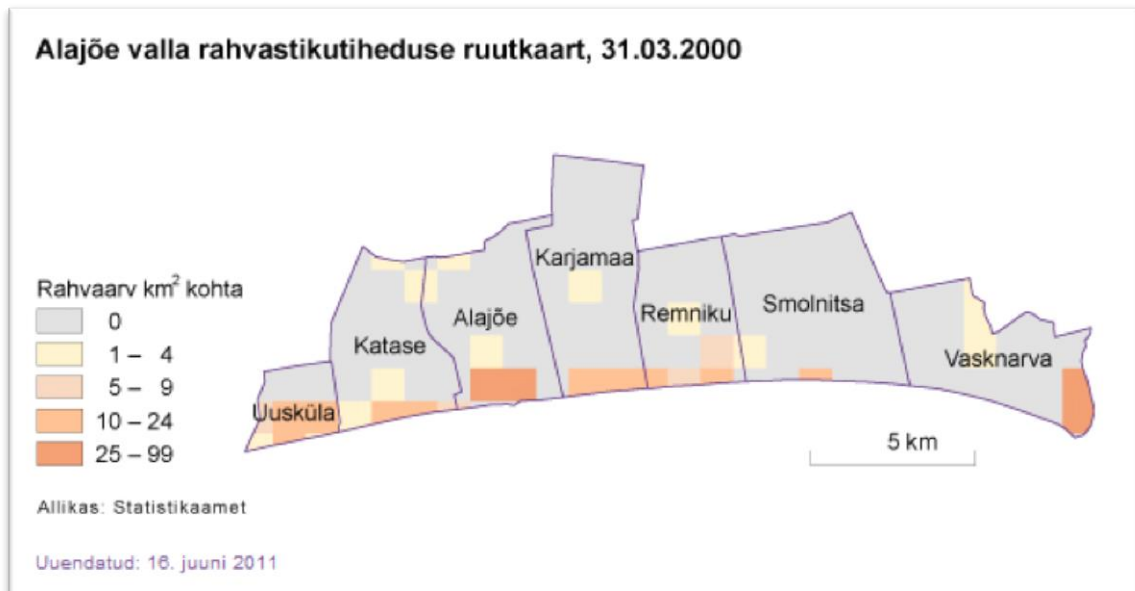 Alajõe valla rahvastikutiheduse ruutkaart, 31.03.2000
Karjamaa
Rahvaarv km² kohta
0
1 – 4
5 – 9
10 – 24
25 – 99
Alajõe
Remniku
Smolnitsa
Katase
Vasknarva
Uusküla
5 km
Allikas: Statistikaamet
Uuendatud: 16. juuni 2011